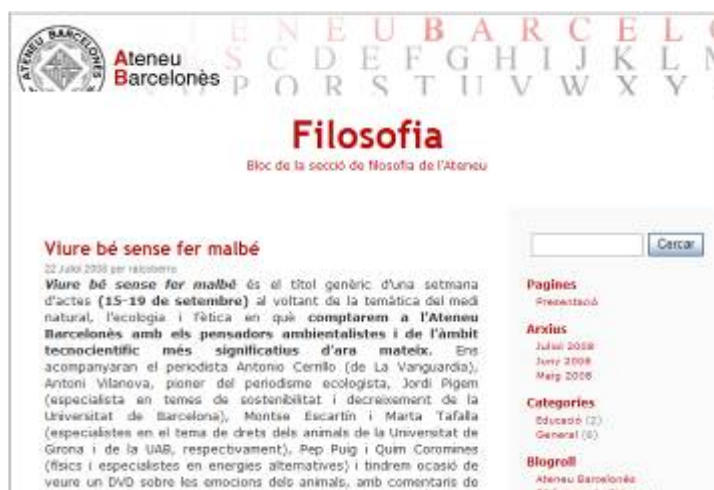 ATENEU BARCELONÈS
E N E U B A R C E L
S C D E F G H I J K L
P O R S T U V W X Y
Ateneu
Barcelonès
Filosofia
Bloc de la secció de filosofia de l'Ateneu
Viure bé sense fer malbé
22 Juliol 2008 per ralcoberro
Viure bé sense fer malbé és el títol genèric d'una setmana
d'actes (15-19 de setembre) al voltant de la temàtica del medi
natural, l'ecologia i l'ètica en què comptarem a l'Ateneu
Barcelonès amb els pensadors ambientalistes i de l'àmbit
tecnocientífic més significatius d'ara mateix. Ens
acompanyaran el periodista Antonio Cerrillo (de La Vanguardia),
Antoni Vilanova, pioner del periodisme ecologista, Jordi Pigem
(especialista en temes de sostenibilitat i decreixement de la
Universitat de Barcelona), Montse Escartín i Marta Tafalla
(especialistes en el tema de drets dels animals de la Universitat de
Girona i de la UAB, respectivament), Pep Puig i Quim Coromines
(físics i especialistes en energies alternatives) i tindrem ocasió de
veure un DVD sobre les emocions dels animals, amb comentaris de
Cercar
Pagines
Presentació
Arxius
Juliol 2008
Juny 2008
Maig 2008
Categories
Educació (2)
General (6)
Blogroll
Ateneu Barcelonès